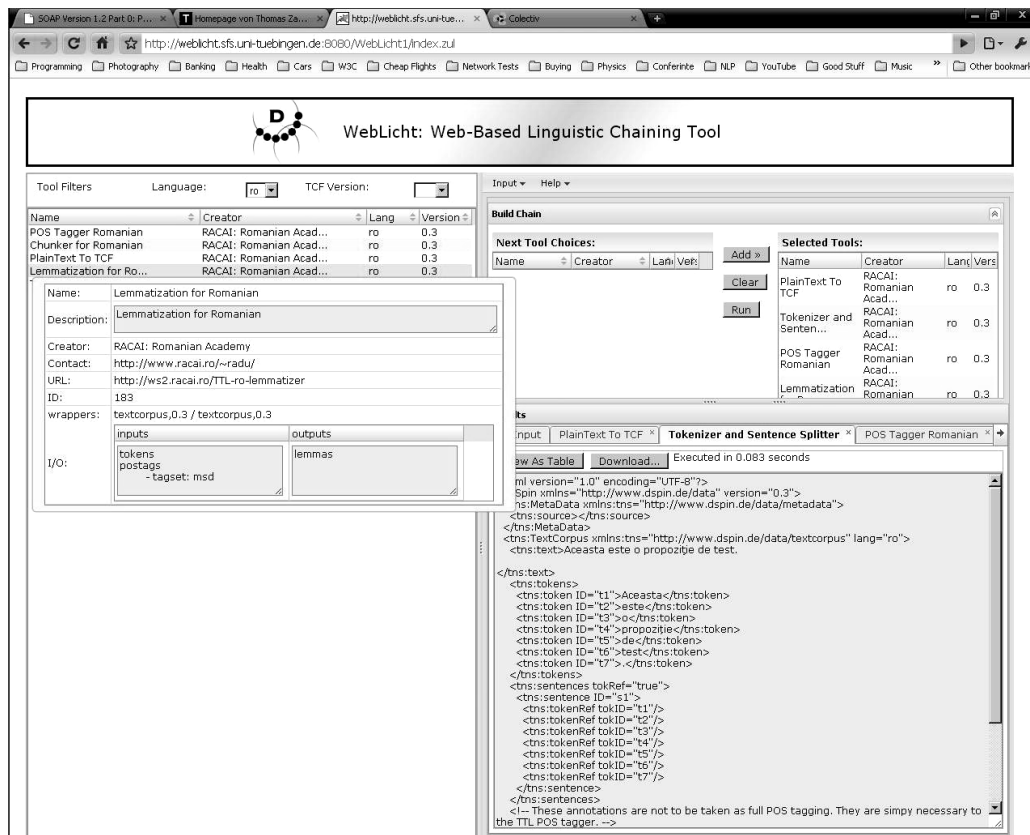 SOAP Version 1.2 Part 0: P... × Homepage von Thomas Za... × http://weblicht.sfs.uni-tue... × Colectiv ×
http://weblicht.sfs.uni-tuebingen.de:8080/WebLicht1/index.zul
Programming Photography Banking Health Cars W3C Cheap Flights Network Tests Buying Physics Conferinte NLP YouTube Good Stuff Music » Other bookmark
D
WebLicht: Web-Based Linguistic Chaining Tool
Tool Filters Language: ro TCF Version:
Name Creator Lang Version
POS Tagger Romanian RACAI: Romanian Acad... ro 0.3
Chunker for Romanian RACAI: Romanian Acad... ro 0.3
PlainText To TCF RACAI: Romanian Acad... ro 0.3
Lemmatization for Ro... RACAI: Romanian Acad... ro 0.3
Name: Lemmatization for Romanian
Description: Lemmatization for Romanian
Creator: RACAI: Romanian Academy
Contact: http://www.racai.ro/~radu/
URL: http://ws2.racai.ro/TTL-ro-lemmatizer
ID: 183
wrappers: textcorpus,0.3 / textcorpus,0.3
I/O:
inputs outputs
tokens lemmas
postags
- tagset: msd
Input Help
Build Chain
Next Tool Choices:
Name Creator Vers
Add »
Clear
Run
Selected Tools:
Name Creator Lang Vers
PlainText To TCF RACAI: Romanian Acad... ro 0.3
Tokenizer and Senten... RACAI: Romanian Acad... ro 0.3
POS Tagger Romanian RACAI: Romanian Acad... ro 0.3
Lemmatization RACAI: Romanian ro 0.3
nput PlainText To TCF × Tokenizer and Sentence Splitter × POS Tagger Romanian ×
ew As Table Download... Executed in 0.083 seconds
ml version="1.0" encoding="UTF-8"?>
Spin xmlns="http://www.dspin.de/data" version="0.3">
ns:MetaData xmlns:tns="http://www.dspin.de/data/metadata">
<tns:source></tns:source>
</tns:MetaData>
<tns:TextCorpus xmlns:tns="http://www.dspin.de/data/textcorpus" lang="ro">
<tns:text>Aceasta este o propoziție de test.
</tns:text>
<tns:tokens>
<tns:token ID="t1">Aceasta</tns:token>
<tns:token ID="t2">este</tns:token>
<tns:token ID="t3">o</tns:token>
<tns:token ID="t4">propoziție</tns:token>
<tns:token ID="t5">de</tns:token>
<tns:token ID="t6">test</tns:token>
<tns:token ID="t7">.</tns:token>
</tns:tokens>
<tns:sentences tokRef="true">
<tns:sentence ID="s1">
<tns:tokenRef tokID="t1"/>
<tns:tokenRef tokID="t2"/>
<tns:tokenRef tokID="t3"/>
<tns:tokenRef tokID="t4"/>
<tns:tokenRef tokID="t5"/>
<tns:tokenRef tokID="t6"/>
<tns:tokenRef tokID="t7"/>
</tns:sentence>
</tns:sentences>
<!-- These annotations are not to be taken as full POS tagging. They are simpy necessary to
the TTL POS tagger. -->